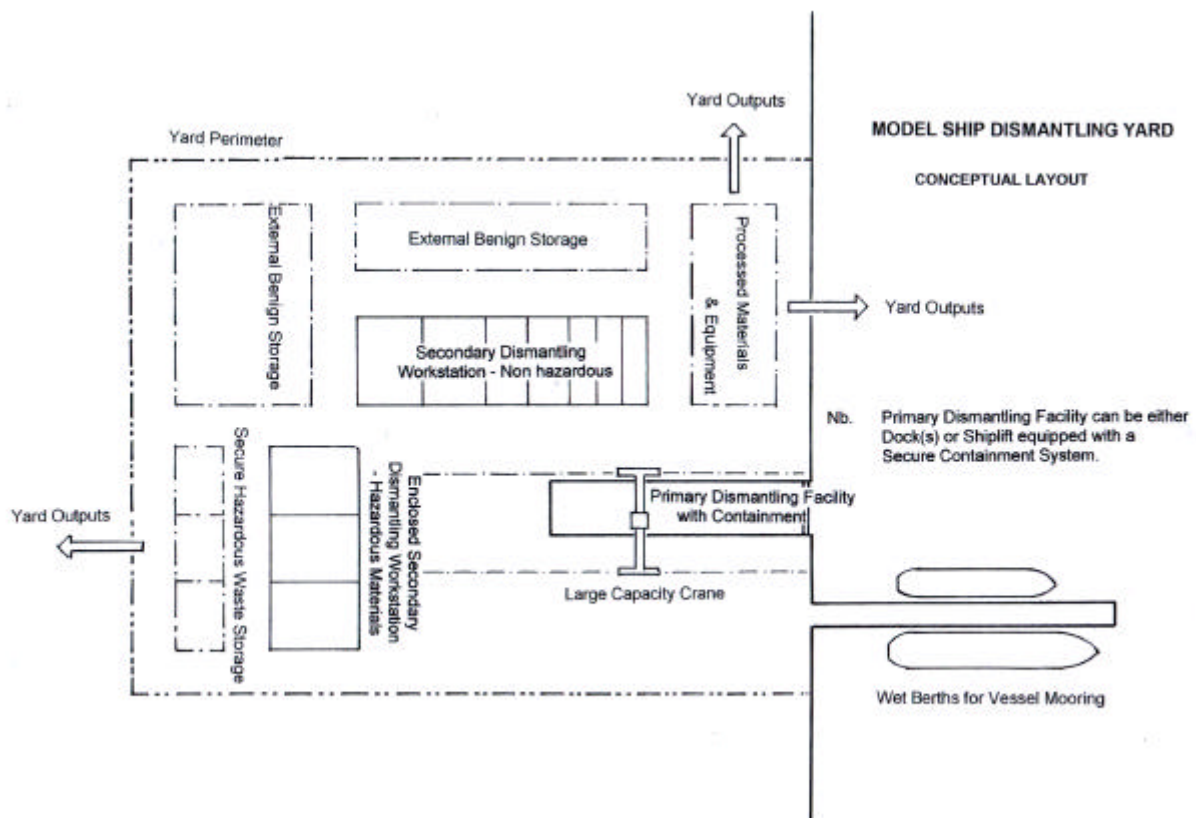 Yard Outputs
MODEL SHIP DISMANTLING YARD
Yard Perimeter
CONCEPTUAL LAYOUT
External Benign Storage
External Benign Storage
Processed Materials
& Equipment
Yard Outputs
Secondary Dismantling
Workstation - Non hazardous
Nb. Primary Dismantling Facility can be either
Dock(s) or Shiplift equipped with a
Secure Containment System.
Secure Hazardous Waste Storage
Enclosed Secondary
Dismantling Workstation
- Hazardous Materials
Primary Dismantling Facility
with Containment
Yard Outputs
Large Capacity Crane
Wet Berths for Vessel Mooring